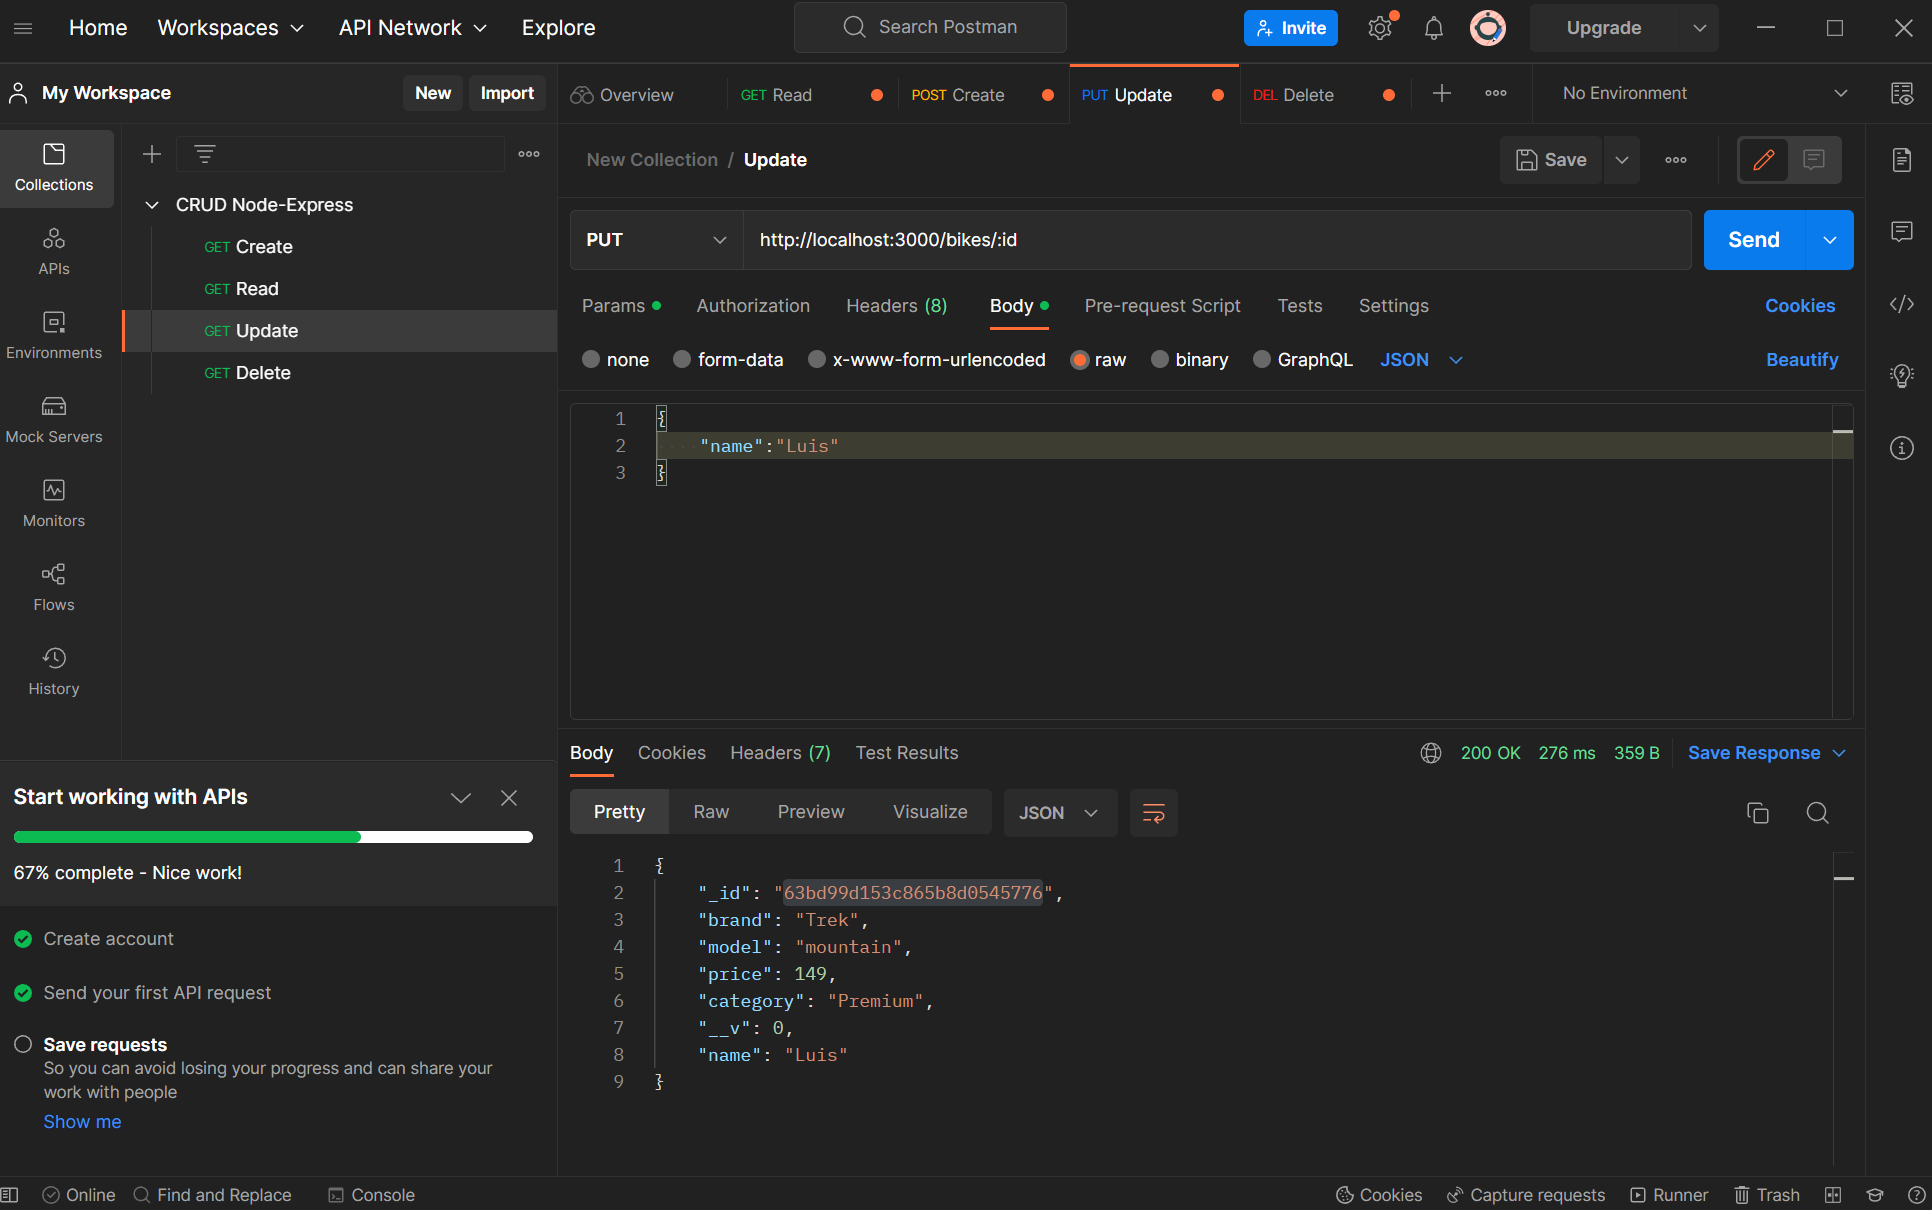 Home Workspaces API Network Explore Search Postman Invite Upgrade
My Workspace New Import
Overview GET Read POST Create PUT Update DEL Delete No Environment
Collections
APIs
Environments
Mock Servers
Monitors
Flows
History
CRUD Node-Express
GET Create
GET Read
GET Update
GET Delete
New Collection / Update Save
PUT http://localhost:3000/bikes/:id Send
Params Authorization Headers (8) Body Pre-request Script Tests Settings Cookies
none form-data x-www-form-urlencoded raw binary GraphQL JSON Beautify
1 {
2 "name":"Luis"
3 }
Body Cookies Headers (7) Test Results 200 OK 276 ms 359 B Save Response
Pretty Raw Preview Visualize JSON
1 {
2 "_id": "63bd99d153c865b8d0545776",
3 "brand": "Trek",
4 "model": "mountain",
5 "price": 149,
6 "category": "Premium",
7 "__v": 0,
8 "name": "Luis"
9 }
Start working with APIs
67% complete - Nice work!
Create account
Send your first API request
Save requests
So you can avoid losing your progress and can share your
work with people
Show me
Online Find and Replace Console Cookies Capture requests Runner Trash